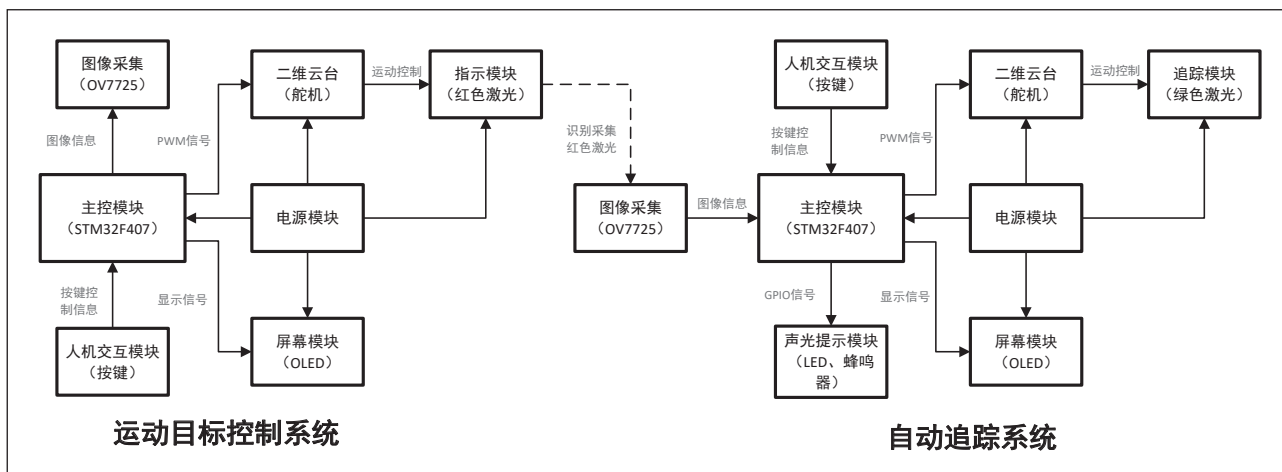 图像采集
（OV7725）
二维云台
（舵机）
运动控制
指示模块
（红色激光）
图像信息
PWM信号
识别采集
红色激光
主控模块
（STM32F407）
电源模块
按键控
制信息
显示信号
人机交互模块
（按键）
屏幕模块
（OLED）
运动目标控制系统
人机交互模块
（按键）
二维云台
（舵机）
运动控制
追踪模块
（绿色激光）
按键控
制信息
PWM信号
图像采集
（OV7725）
图像信息
主控模块
（STM32F407）
电源模块
GPIO信号
显示信号
声光提示模块
（LED、蜂鸣
器）
屏幕模块
（OLED）
自动追踪系统